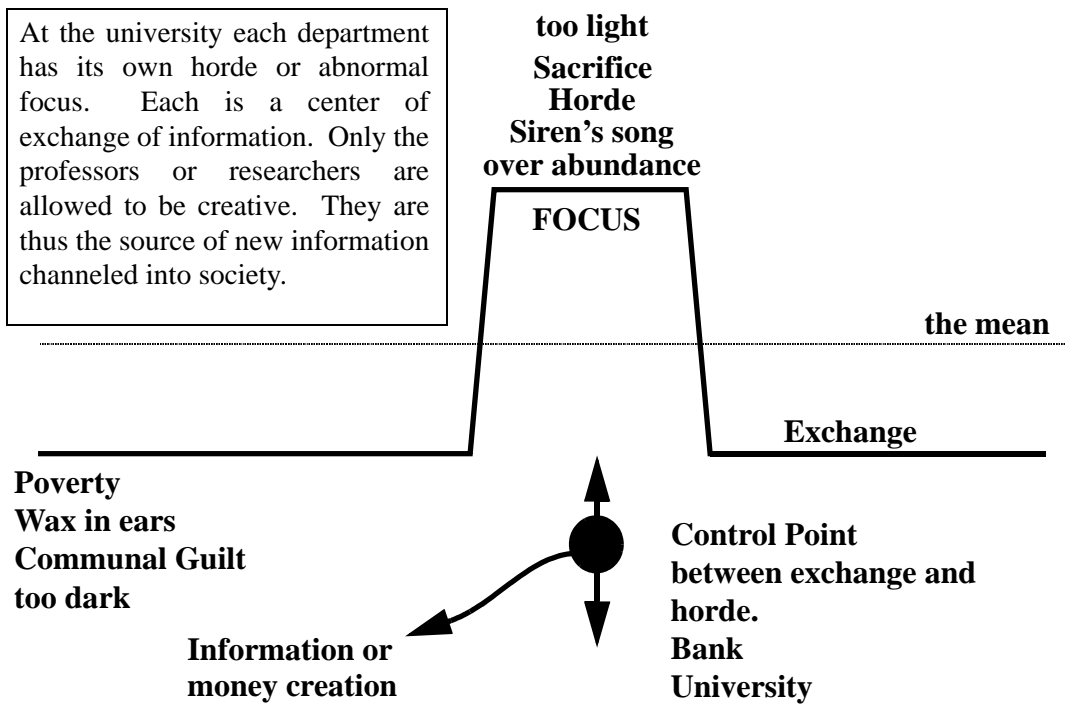 At the university each department
has its own horde or abnormal
focus. Each is a center of
exchange of information. Only the
professors or researchers are
allowed to be creative. They are
thus the source of new information
channeled into society.
too light
Sacrifice
Horde
Siren's song
over abundance
FOCUS
the mean
Exchange
Poverty
Wax in ears
Communal Guilt
too dark
Control Point
between exchange and
horde.
Bank
University
Information or
money creation